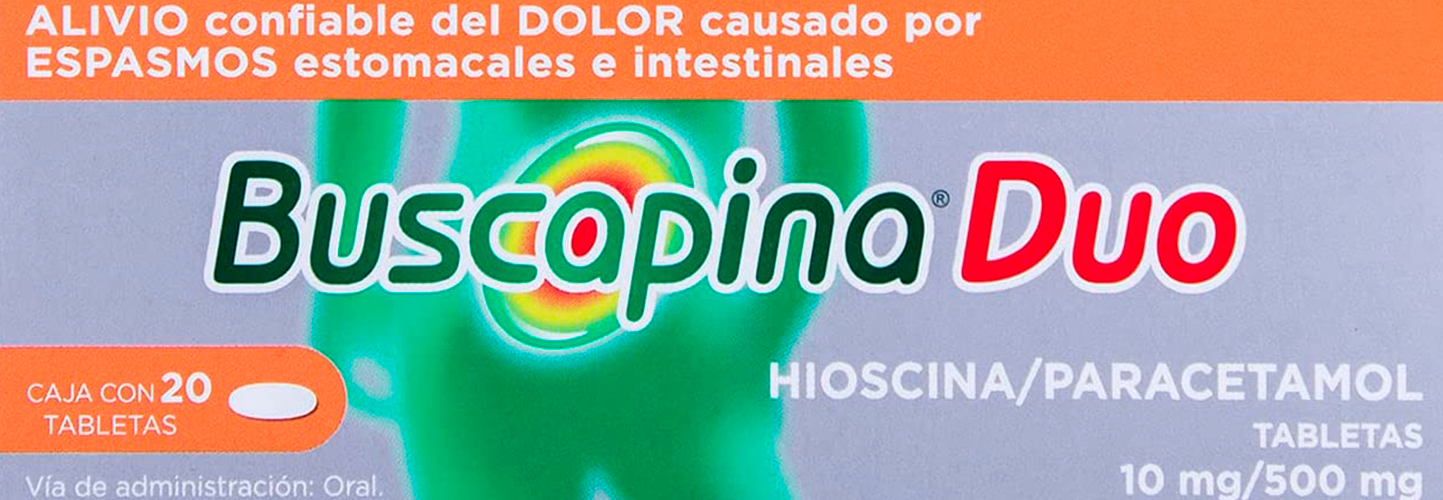 ALIVIO confiable del DOLOR causado por
ESPASMOS estomacales e intestinales
Buscapina® Duo
CAJA CON 20
TABLETAS
HIOSCINA/PARACETAMOL
TABLETAS
10 mg/500 mg
Vía de administración: Oral.